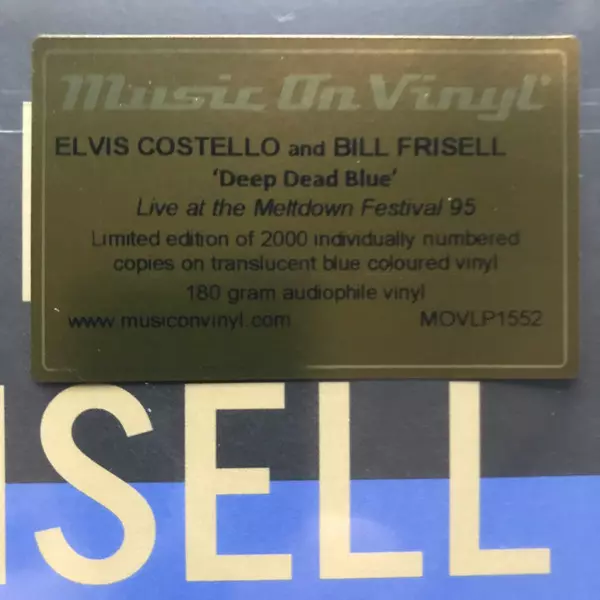 Music On Vinyl
ELVIS COSTELLO and BILL FRISELL
'Deep Dead Blue'
Live at the Meltdown Festival 95
Limited edition of 2000 individually numbered
copies on translucent blue coloured vinyl
180 gram audiophile vinyl
www.musiconvinyl.com MOVLP1552
ISELL